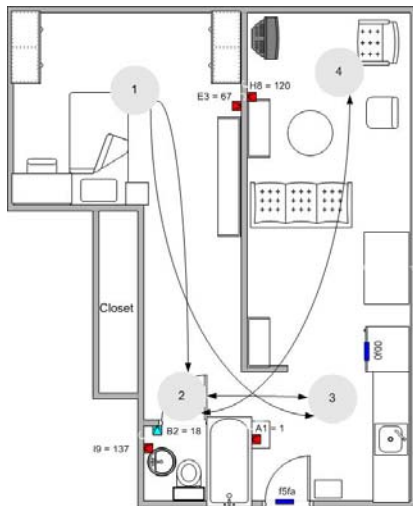 1
4
H8 = 120
E3 = 67
Closet
2
3
B2 = 18
A1 = 1
I9 = 137
f5fa